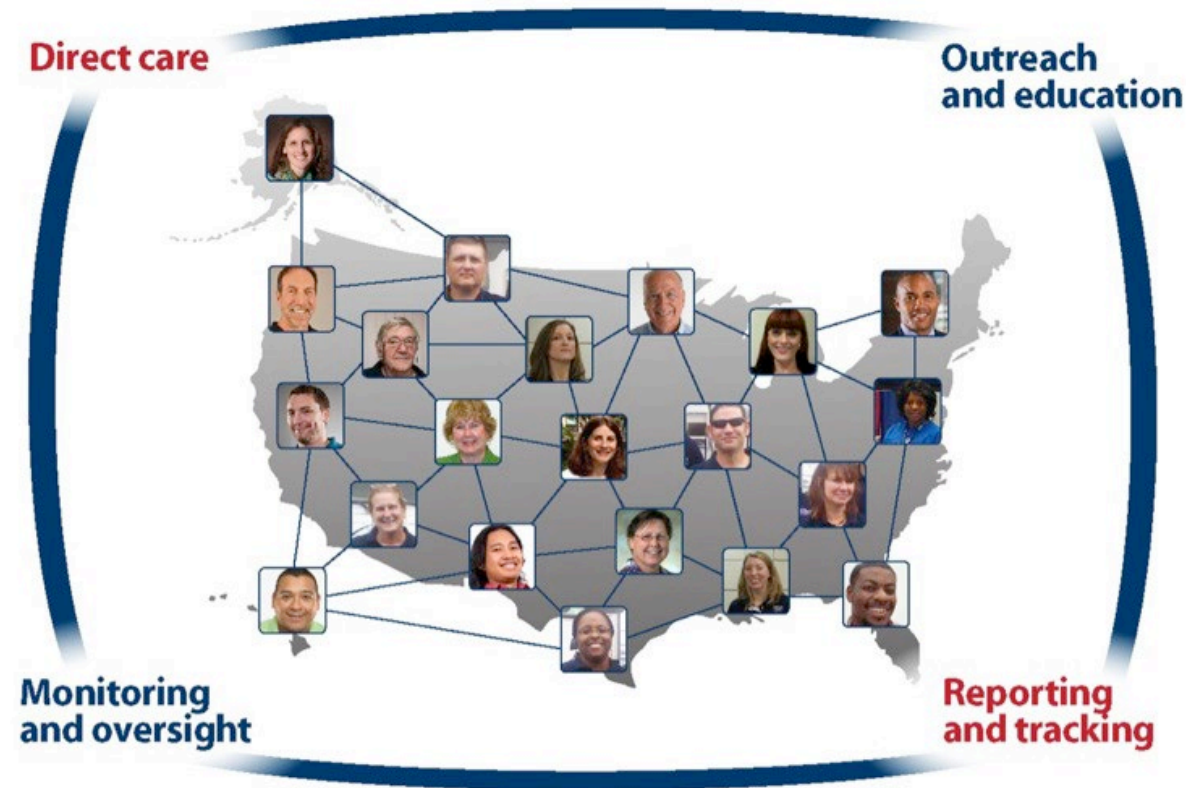 Direct care
Outreach
and education
Monitoring
and oversight
Reporting
and tracking